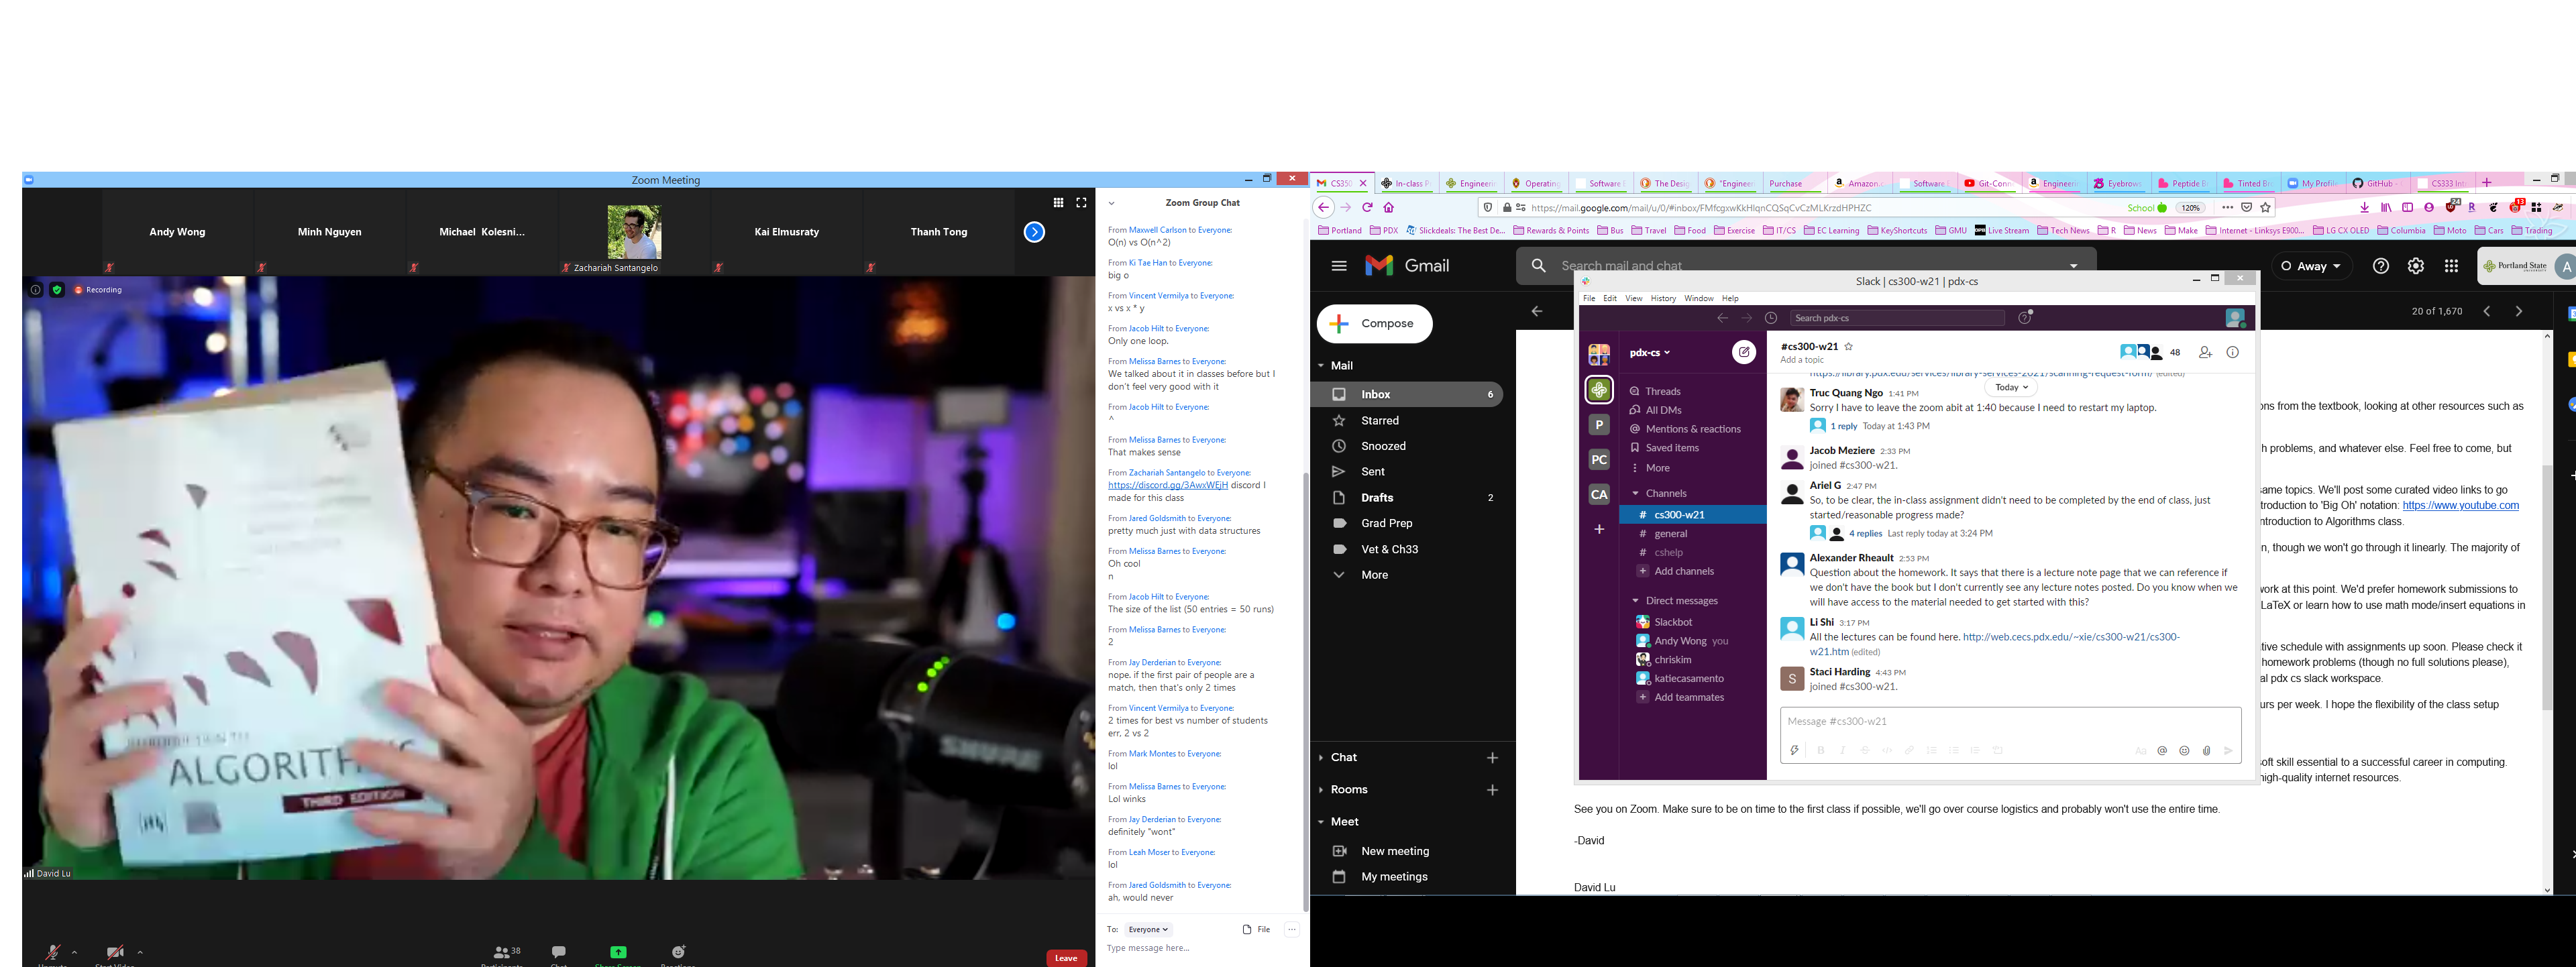 Zoom Meeting
Andy Wong
Minh Nguyen
Michael Kolesni...
Zachariah Santangelo
Kai Elmusraty
Thanh Tong
Recording
ALGORITHMS
THIRD EDITION
SHURE
David Lu
38
Leave
Zoom Group Chat
From Maxwell Carlson to Everyone:
O(n) vs O(n^2)
From Ki Tae Han to Everyone:
big o
From Vincent Vermilya to Everyone:
x vs x * y
From Jacob Hilt to Everyone:
Only one loop.
From Melissa Barnes to Everyone:
We talked about it in classes before but I
don't feel very good with it
From Jacob Hilt to Everyone:
^
From Melissa Barnes to Everyone:
That makes sense
From Zachariah Santangelo to Everyone:
https://discord.gg/3AwxWEjH discord I
made for this class
From Jared Goldsmith to Everyone:
pretty much just with data structures
From Melissa Barnes to Everyone:
Oh cool
n
From Jacob Hilt to Everyone:
The size of the list (50 entries = 50 runs)
From Melissa Barnes to Everyone:
2
From Jay Derderian to Everyone:
nope. if the first pair of people are a
match, then that's only 2 times
From Vincent Vermilya to Everyone:
2 times for best vs number of students
err, 2 vs 2
From Mark Montes to Everyone:
lol
From Melissa Barnes to Everyone:
Lol winks
From Jay Derderian to Everyone:
definitely "wont"
From Leah Moser to Everyone:
lol
From Jared Goldsmith to Everyone:
ah, would never
To: Everyone
File
Type message here...
CS350
In-class P
Engineeri
Operating
Software E
The Desig
"Engineer
Purchase
Amazon.c
Software E
Git-Conn
Engineeri
Eyebrows
Peptide B
Tinted Br
My Profile
GitHub -
CS333 Int
https://mail.google.com/mail/u/0/#inbox/FMfcgxwKkHlqnCQSqCvCzMLKrzdHPHZC
School
120%
24
13
Portland
PDX
Slickdeals: The Best De...
Rewards & Points
Bus
Travel
Food
Exercise
IT/CS
EC Learning
KeyShortcuts
GMU
Live Stream
Tech News
R
News
Make
Internet - Linksys E900...
LG CX OLED
Columbia
Moto
Cars
Trading
Gmail
Search mail and chat
Away
Portland State
A
Compose
20 of 1,670
Mail
Inbox 6
Starred
Snoozed
Sent
Drafts 2
Grad Prep
Vet & Ch33
More
Chat
Rooms
Meet
New meeting
My meetings
Slack | cs300-w21 | pdx-cs
File Edit View History Window Help
Search pdx-cs
pdx-cs
P
PC
CA
Threads
All DMs
Mentions & reactions
Saved items
More
Channels
# cs300-w21
# general
# cshelp
Add channels
Direct messages
Slackbot
Andy Wong you
chriskim
katiecasamento
Add teammates
#cs300-w21
Add a topic
48
https://library.pdx.edu/services/library-services-2021/scanning-request-form/ (edited)
Today
Truc Quang Ngo 1:41 PM
Sorry I have to leave the zoom abit at 1:40 because I need to restart my laptop.
1 reply Today at 1:43 PM
Jacob Meziere 2:33 PM
joined #cs300-w21.
Ariel G 2:47 PM
So, to be clear, the in-class assignment didn't need to be completed by the end of class, just
started/reasonable progress made?
4 replies Last reply today at 3:24 PM
Alexander Rheault 2:53 PM
Question about the homework. It says that there is a lecture note page that we can reference if
we don't have the book but I don't currently see any lecture notes posted. Do you know when we
will have access to the material needed to get started with this?
Li Shi 3:17 PM
All the lectures can be found here. http://web.cecs.pdx.edu/~xie/cs300-w21/cs300-
w21.htm (edited)
S
Staci Harding 4:43 PM
joined #cs300-w21.
Message #cs300-w21
ons from the textbook, looking at other resources such as
h problems, and whatever else. Feel free to come, but
ame topics. We'll post some curated video links to go
troduction to 'Big Oh' notation: https://www.youtube.com
ntroduction to Algorithms class.
n, though we won't go through it linearly. The majority of
work at this point. We'd prefer homework submissions to
LaTeX or learn how to use math mode/insert equations in
tive schedule with assignments up soon. Please check it
homework problems (though no full solutions please),
al pdx cs slack workspace.
urs per week. I hope the flexibility of the class setup
oft skill essential to a successful career in computing.
high-quality internet resources.
See you on Zoom. Make sure to be on time to the first class if possible, we'll go over course logistics and probably won't use the entire time.
-David
David Lu